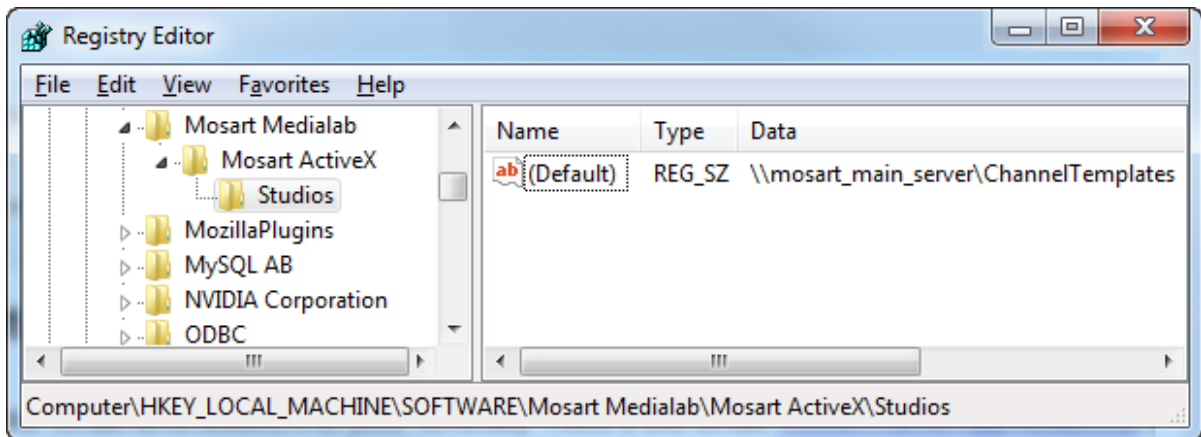 Registry Editor
File Edit View Favorites Help
Mosart Medialab
Mosart ActiveX
Studios
MozillaPlugins
MySQL AB
NVIDIA Corporation
ODBC
Name Type Data
ab (Default) REG_SZ \\mosart_main_server\ChannelTemplates
Computer\HKEY_LOCAL_MACHINE\SOFTWARE\Mosart Medialab\Mosart ActiveX\Studios